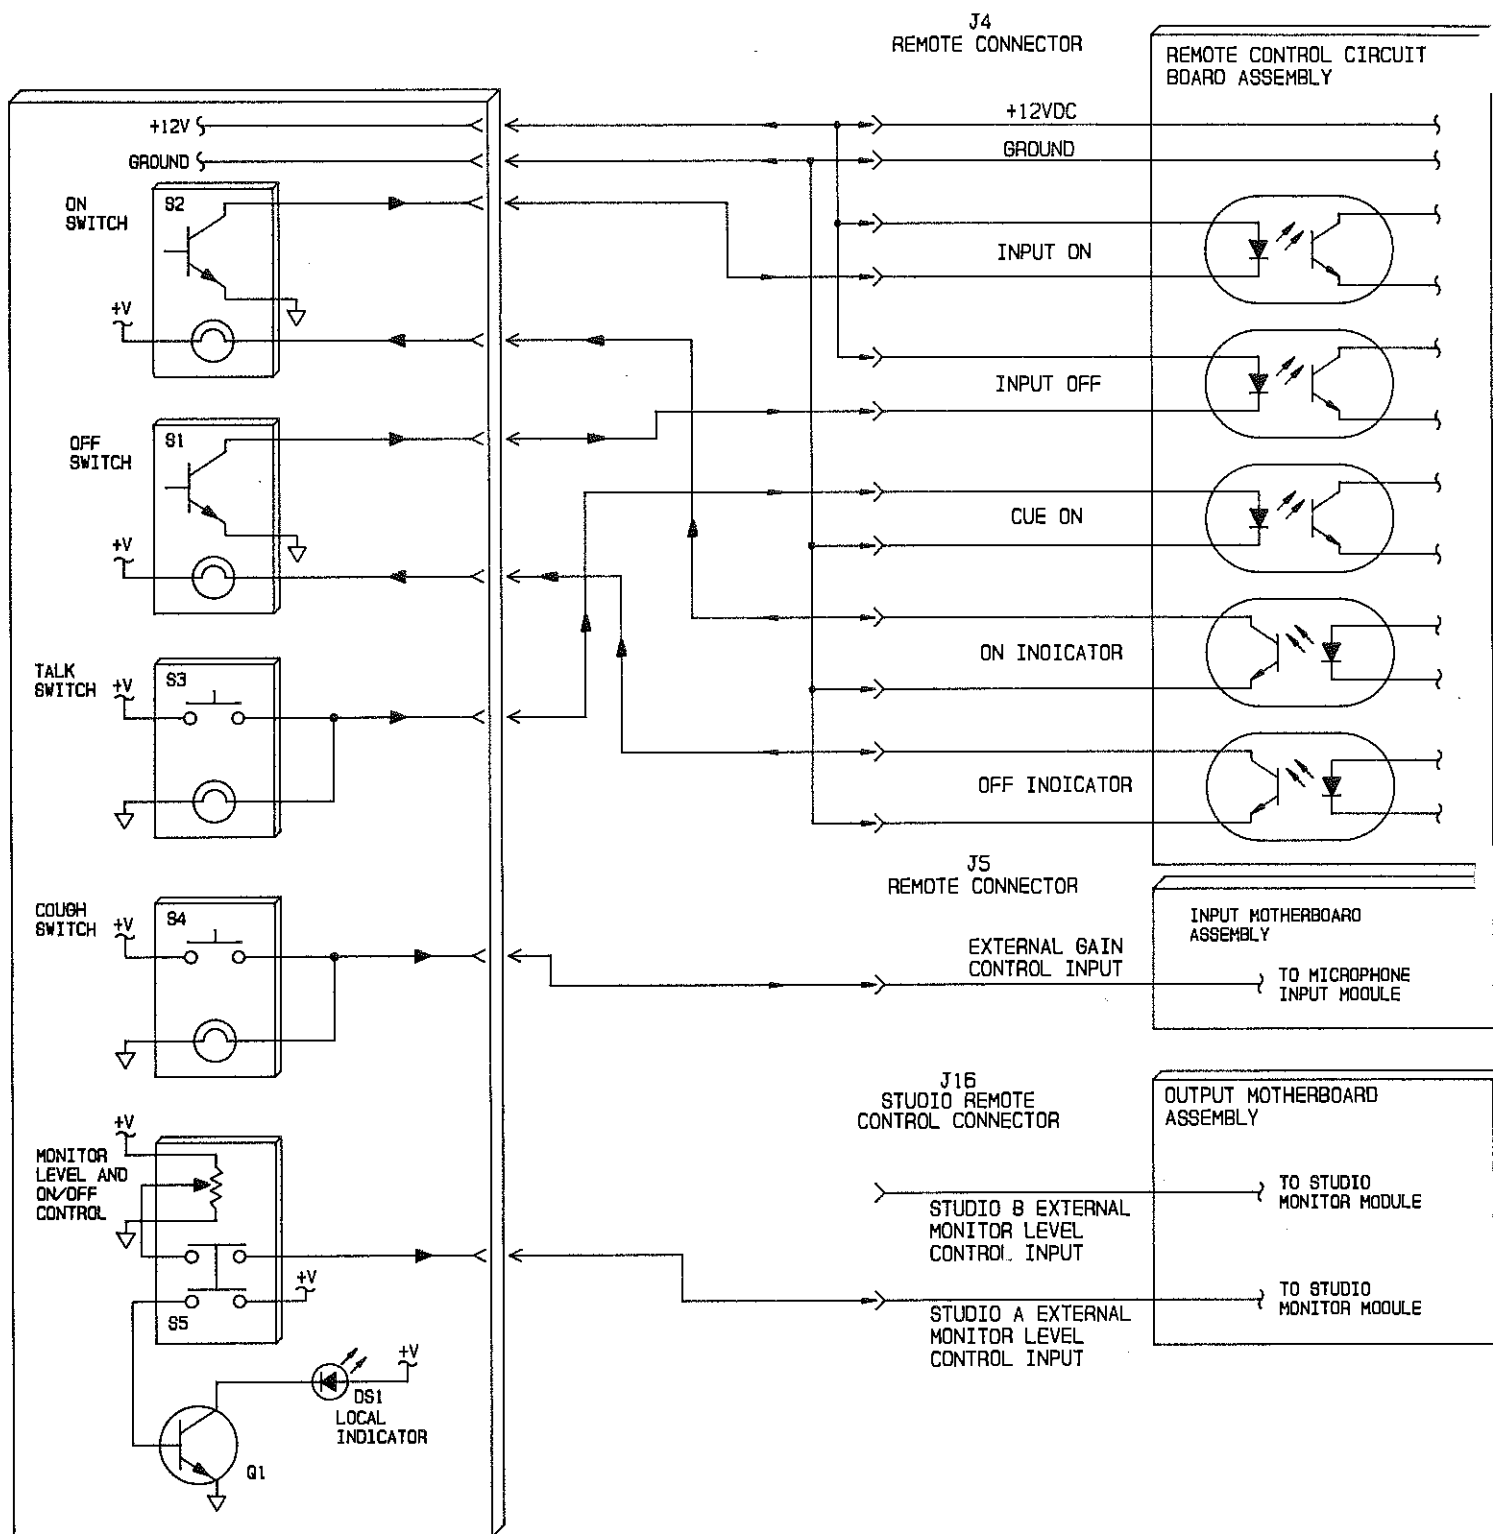 J4
REMOTE CONNECTOR
REMOTE CONTROL CIRCUIT
BOARD ASSEMBLY
+12V
+12VDC
GROUND
GROUND
ON
SWITCH
S2
INPUT ON
+V
INPUT OFF
OFF
SWITCH
S1
CUE ON
+V
TALK
SWITCH
+V
S3
ON INDICATOR
OFF INDICATOR
J5
REMOTE CONNECTOR
COUGH
SWITCH
+V
S4
INPUT MOTHERBOARD
ASSEMBLY
EXTERNAL GAIN
CONTROL INPUT
TO MICROPHONE
INPUT MODULE
J16
STUDIO REMOTE
CONTROL CONNECTOR
OUTPUT MOTHERBOARD
ASSEMBLY
+V
MONITOR
LEVEL AND
ON/OFF
CONTROL
TO STUDIO
MONITOR MODULE
STUDIO B EXTERNAL
MONITOR LEVEL
CONTROL INPUT
+V
S5
TO STUDIO
MONITOR MODULE
STUDIO A EXTERNAL
MONITOR LEVEL
CONTROL INPUT
+V
DS1
LOCAL
INDICATOR
Q1